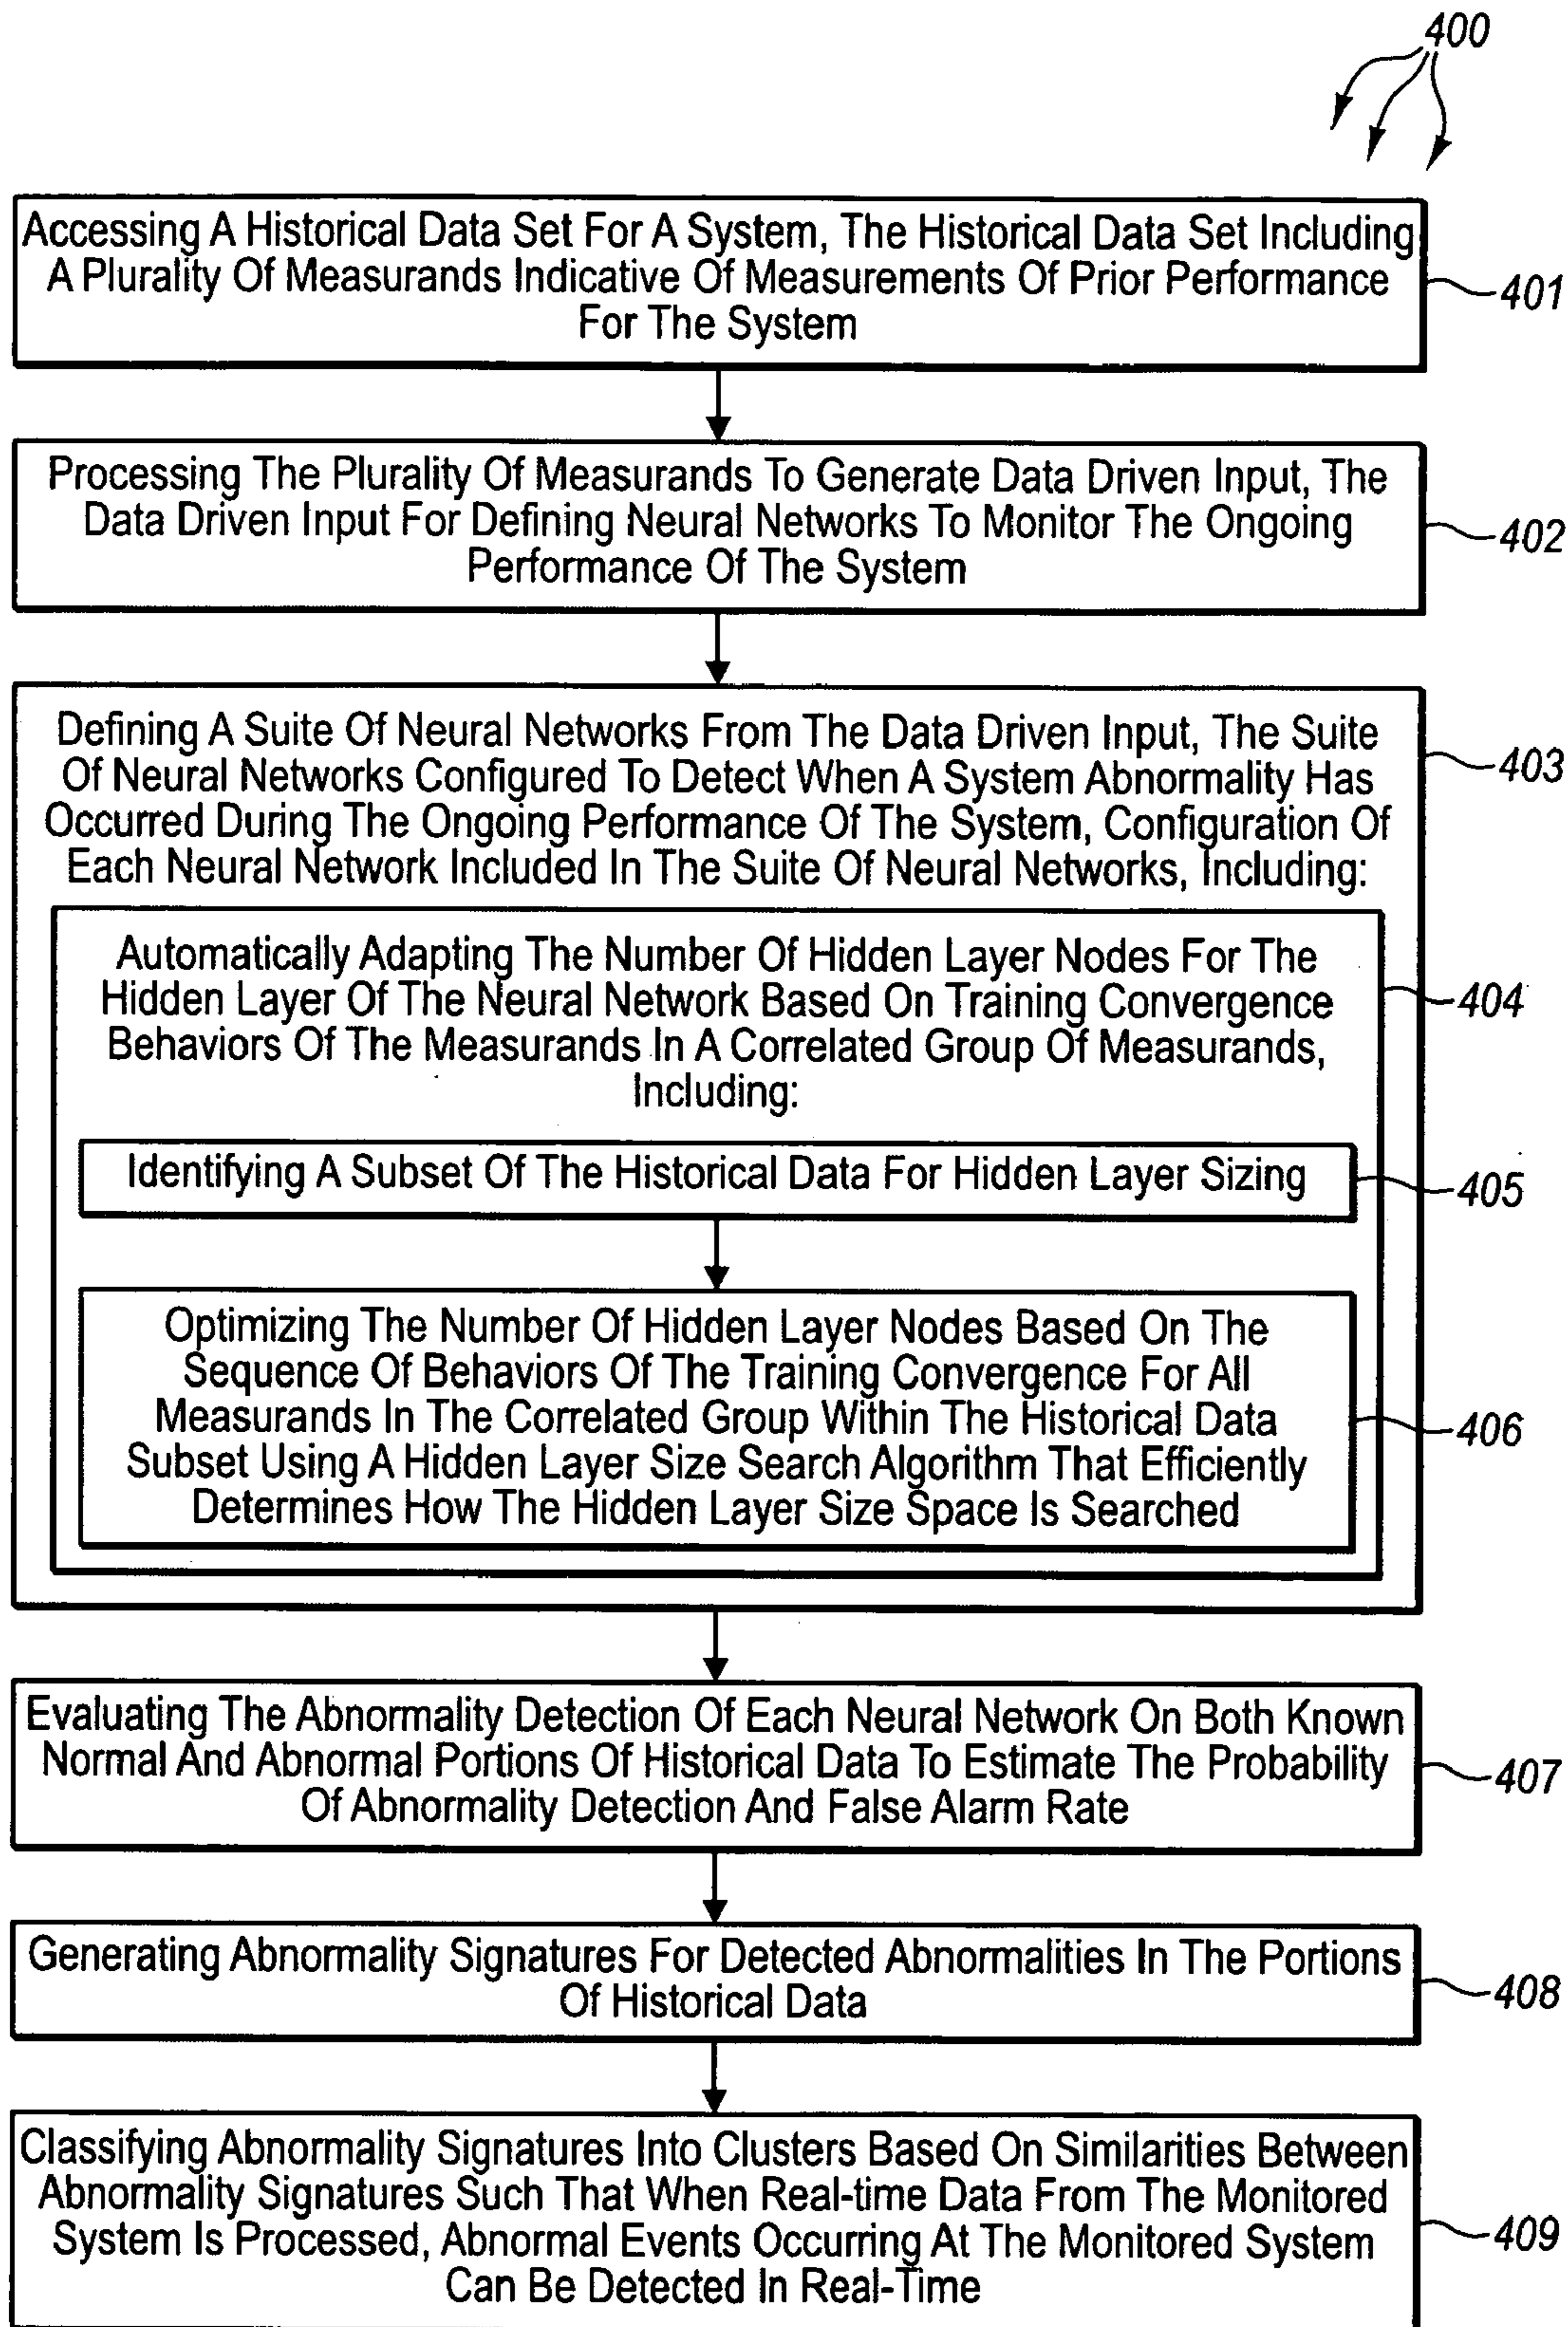 400
Accessing A Historical Data Set For A System, The Historical Data Set Including
A Plurality Of Measurands Indicative Of Measurements Of Prior Performance
For The System
401
Processing The Plurality Of Measurands To Generate Data Driven Input, The
Data Driven Input For Defining Neural Networks To Monitor The Ongoing
Performance Of The System
402
Defining A Suite Of Neural Networks From The Data Driven Input, The Suite
Of Neural Networks Configured To Detect When A System Abnormality Has
Occurred During The Ongoing Performance Of The System, Configuration Of
Each Neural Network Included In The Suite Of Neural Networks, Including:
403
Automatically Adapting The Number Of Hidden Layer Nodes For The
Hidden Layer Of The Neural Network Based On Training Convergence
Behaviors Of The Measurands In A Correlated Group Of Measurands,
Including:
404
Identifying A Subset Of The Historical Data For Hidden Layer Sizing
405
Optimizing The Number Of Hidden Layer Nodes Based On The
Sequence Of Behaviors Of The Training Convergence For All
Measurands In The Correlated Group Within The Historical Data
Subset Using A Hidden Layer Size Search Algorithm That Efficiently
Determines How The Hidden Layer Size Space Is Searched
406
Evaluating The Abnormality Detection Of Each Neural Network On Both Known
Normal And Abnormal Portions Of Historical Data To Estimate The Probability
Of Abnormality Detection And False Alarm Rate
407
Generating Abnormality Signatures For Detected Abnormalities In The Portions
Of Historical Data
408
Classifying Abnormality Signatures Into Clusters Based On Similarities Between
Abnormality Signatures Such That When Real-time Data From The Monitored
System Is Processed, Abnormal Events Occurring At The Monitored System
Can Be Detected In Real-Time
409